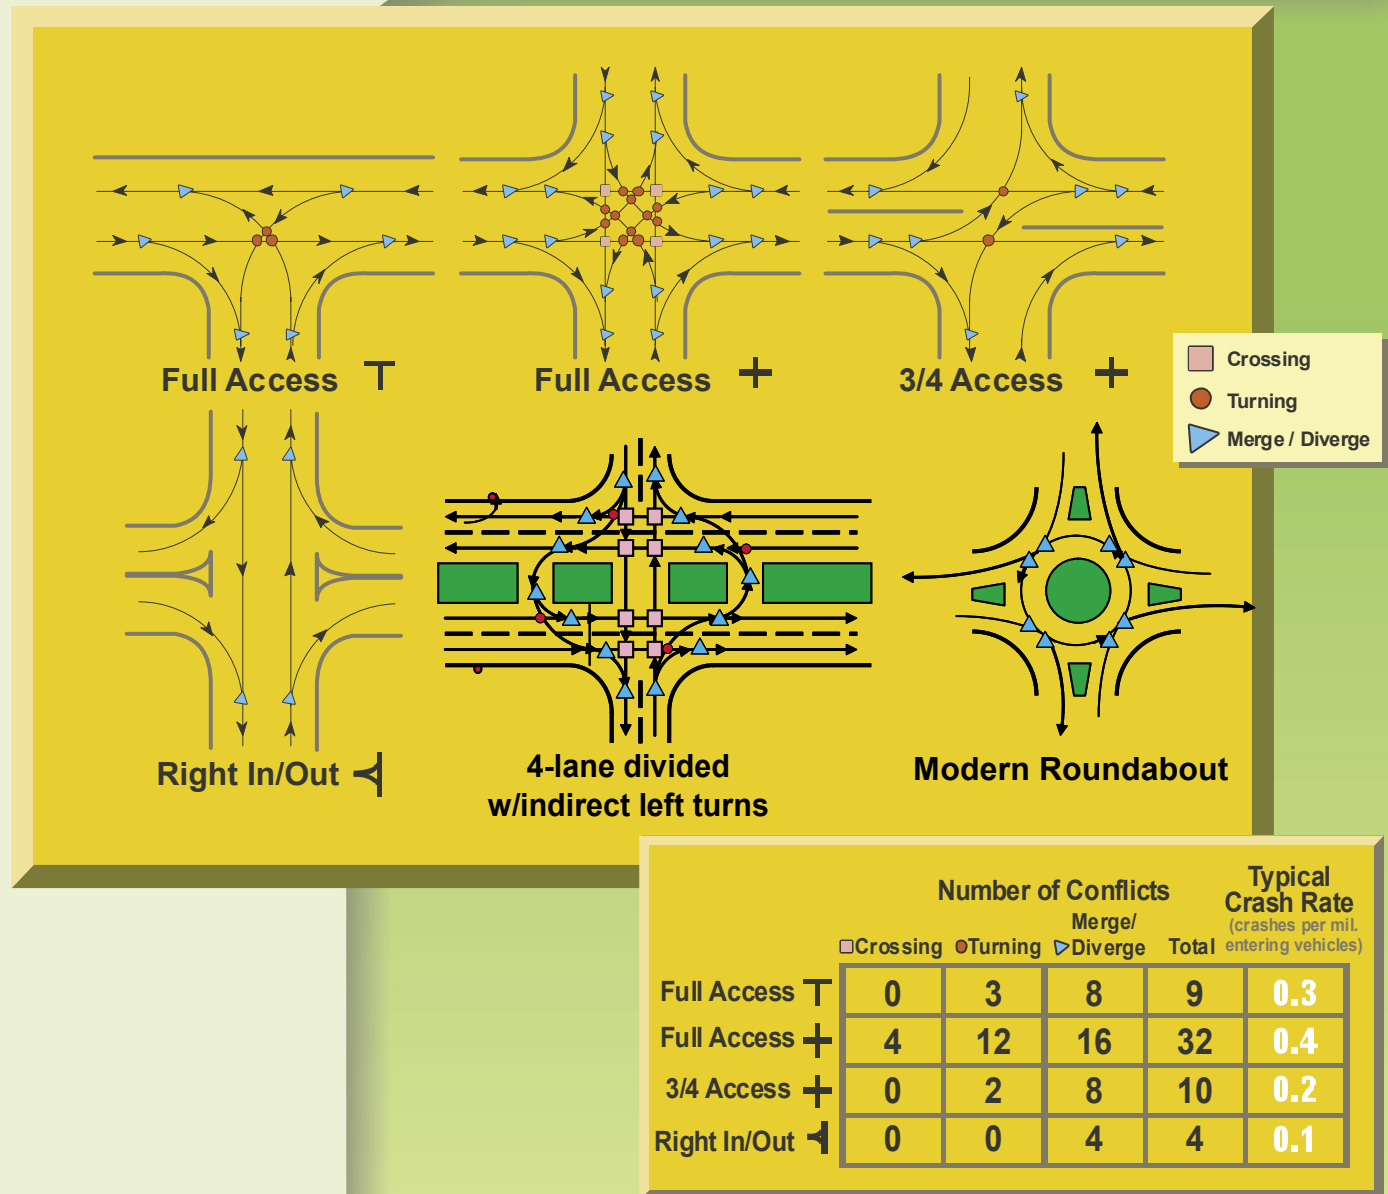 Full Access
Full Access
3/4 Access
Crossing
Turning
Merge / Diverge
Right In/Out
4-lane divided
w/indirect left turns
Modern Roundabout
Number of Conflicts
Typical
Crash Rate
(crashes per mil.
entering vehicles)
Crossing
Turning
Merge/
Diverge
Total
Full Access 0 3 8 9 0.3
Full Access 4 12 16 32 0.4
3/4 Access 0 2 8 10 0.2
Right In/Out 0 0 4 4 0.1